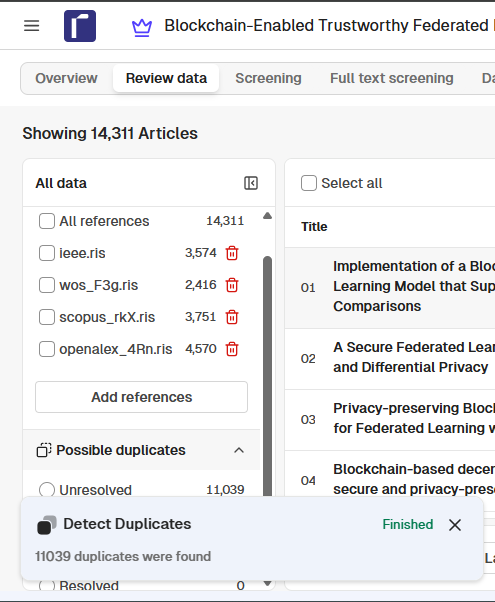 Blockchain-Enabled Trustworthy Federated
Overview Review data Screening Full text screening
Showing 14,311 Articles
All data
All references 14,311
ieee.ris 3,574
wos_F3g.ris 2,416
scopus_rkX.ris 3,751
openalex_4Rn.ris 4,570
Add references
Possible duplicates
Unresolved 11,039
Resolved 0
Select all
Title
01
Implementation of a Bloc
Learning Model that Sup
Comparisons
02
A Secure Federated Lear
and Differential Privacy
03
Privacy-preserving Block
for Federated Learning w
04
Blockchain-based decen
secure and privacy-pres
Detect Duplicates Finished
11039 duplicates were found